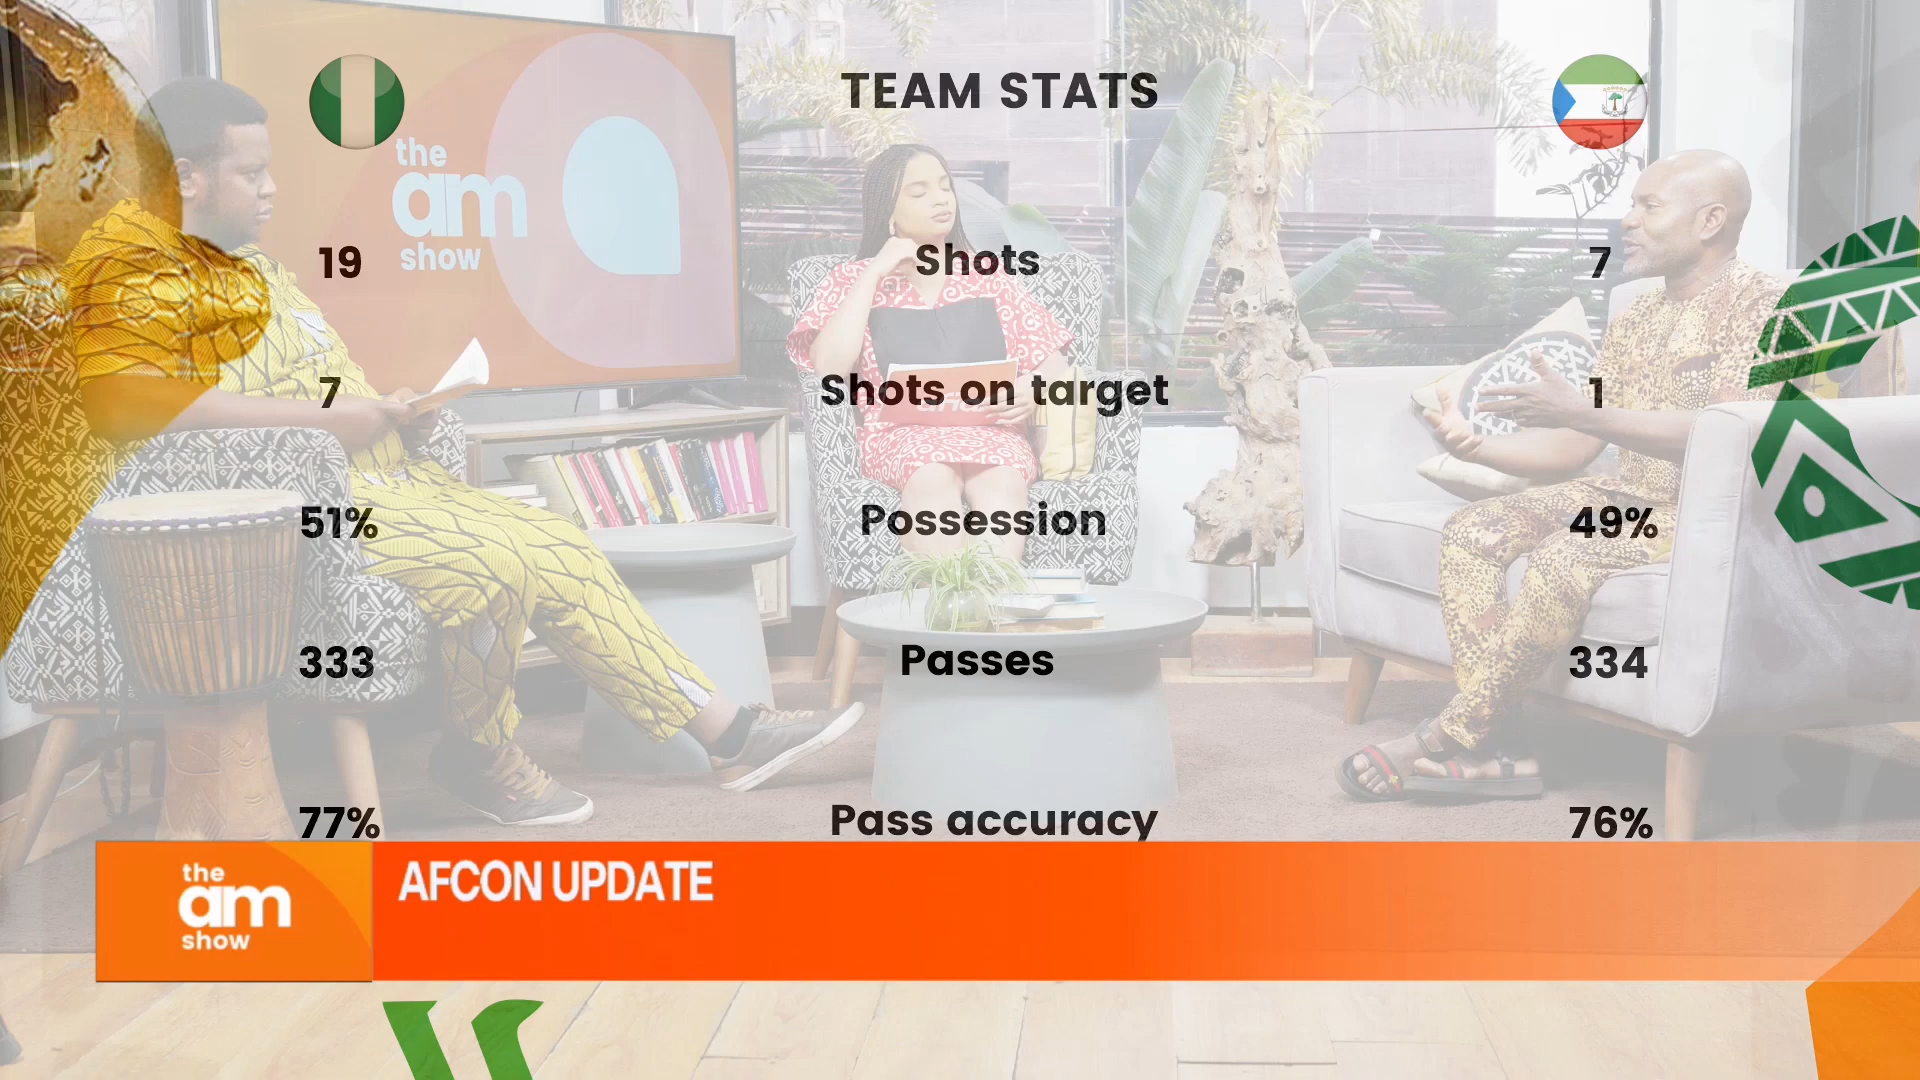 TEAM STATS
the
am
show
19 Shots 7
7 Shots on target 1
51% Possession 49%
333 Passes 334
77% Pass accuracy 76%
the
am
show
AFCON UPDATE